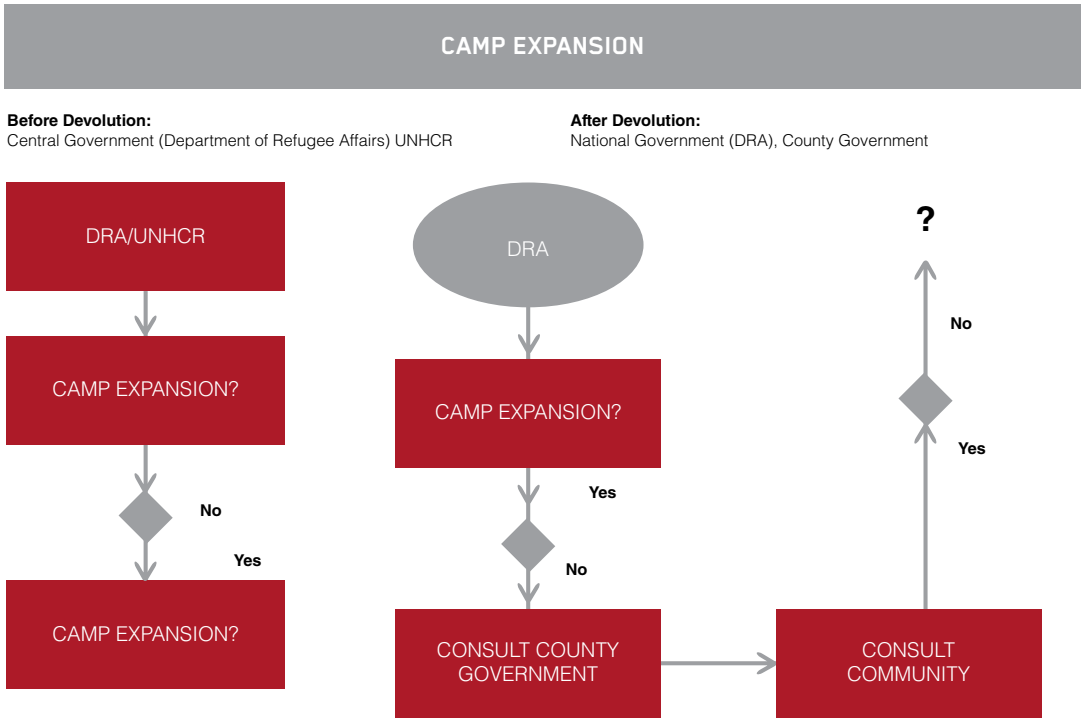 CAMP EXPANSION
Before Devolution:
Central Government (Department of Refugee Affairs) UNHCR
After Devolution:
National Government (DRA), County Government
DRA/UNHCR
CAMP EXPANSION?
No
Yes
CAMP EXPANSION?
DRA
CAMP EXPANSION?
Yes
No
CONSULT COUNTY
GOVERNMENT
CONSULT
COMMUNITY
Yes
No
?